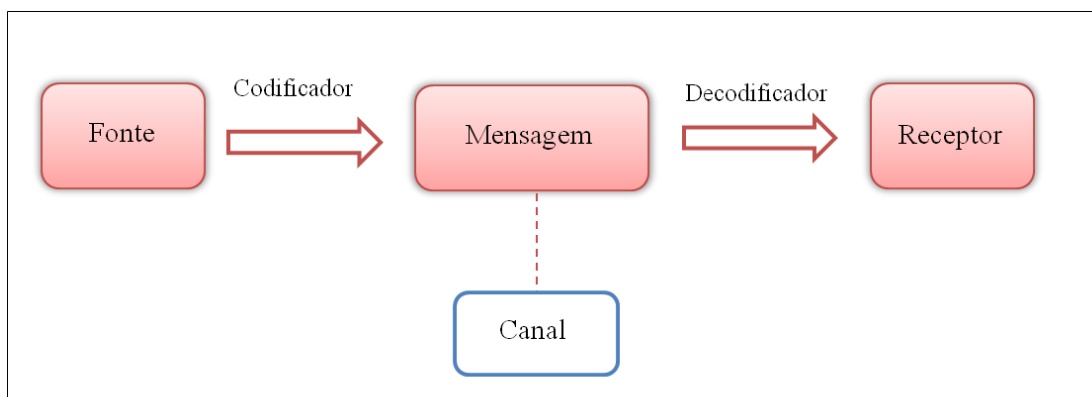 Codificador
Decodificador
Fonte
Mensagem
Receptor
Canal